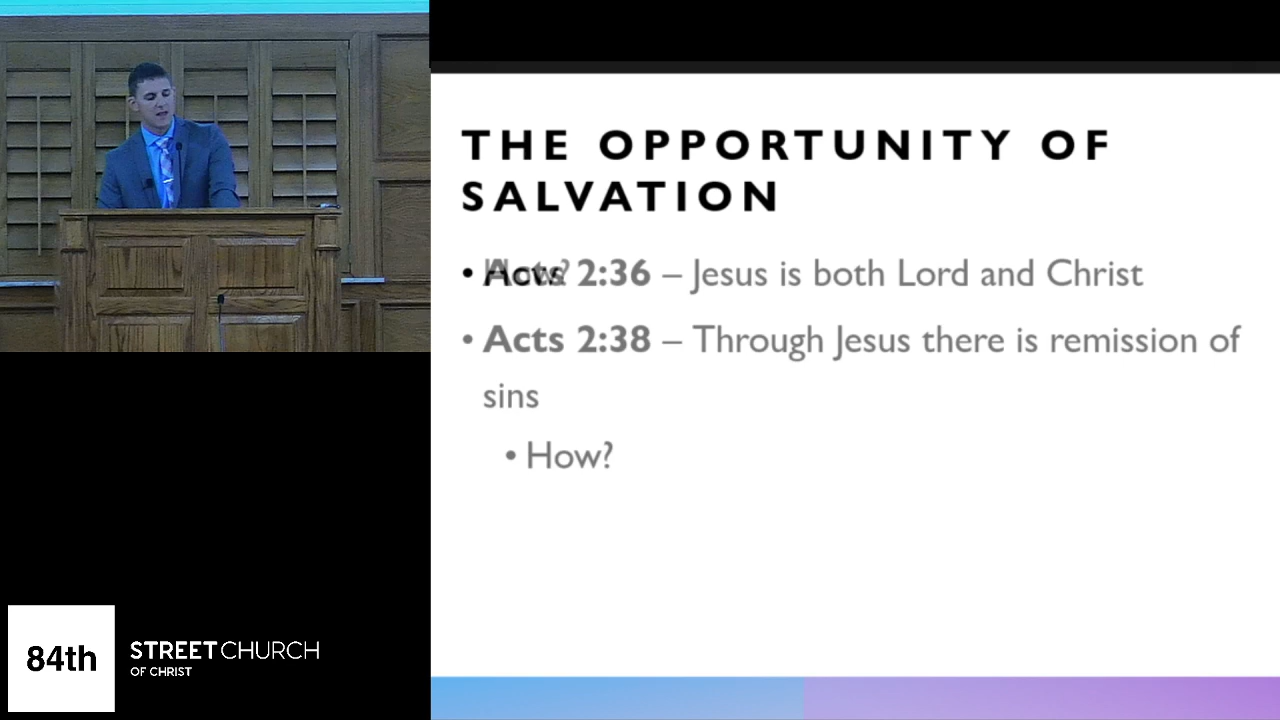 THE OPPORTUNITY OF
SALVATION
• Acts 2:36 – Jesus is both Lord and Christ
• Acts 2:38 – Through Jesus there is remission of
sins
• How?
84th
STREET CHURCH
OF CHRIST